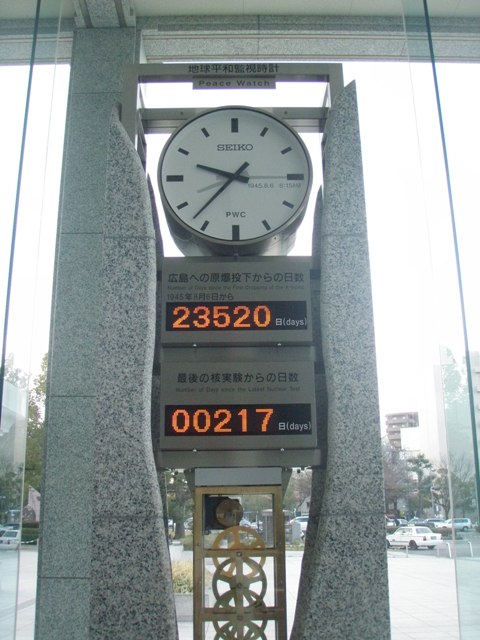 地球平和監視時計
Peace Watch
SEIKO
1945.8.6 8:15AM
PWC
広島への原爆投下からの日数
Number of Days since the First Dropping of the A-bomb
1945年8月6日から
23520 日(days)
最後の核実験からの日数
Number of Days since the Latest Nuclear Test
00217 日(days)